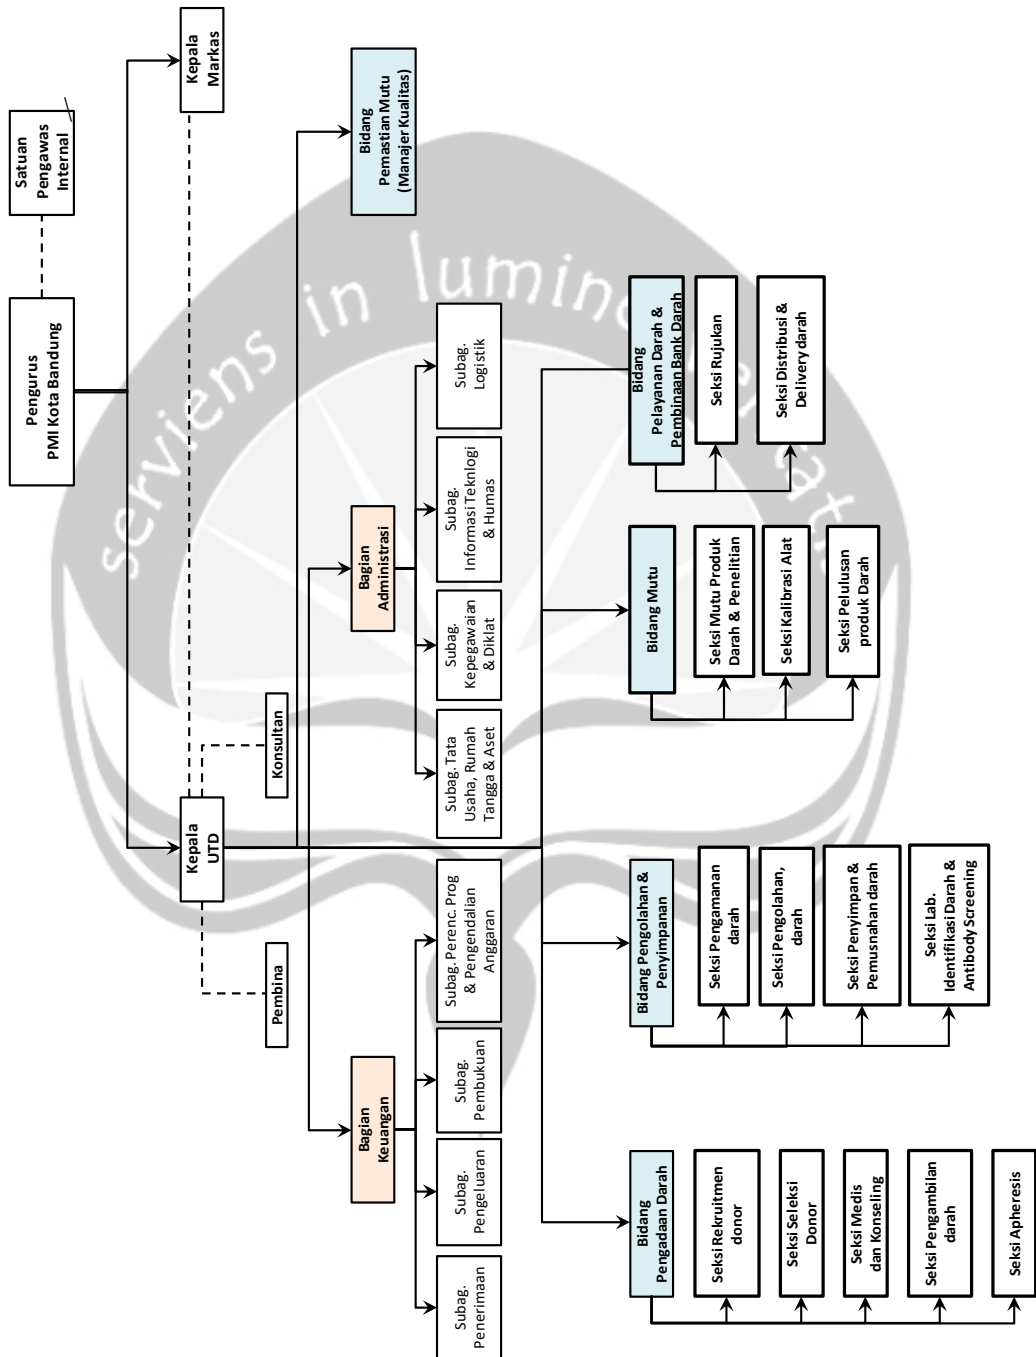 Satuan
Pengawas
Internal
Pengurus
PMI Kota Bandung
Kepala
Markas
Kepala
UTD
Konsultan
Pembina
Bidang
Pemastian Mutu
(Manajer Kualitas)
Bagian
Administrasi
Bagian
Keuangan
Subag.
Logistik
Subag.
Informasi Teknlogi
& Humas
Subag.
Kepegawaian
& Diklat
Subag. Tata
Usaha, Rumah
Tangga & Aset
Subag. Perenc. Prog
& Pengendalian
Anggaran
Subag.
Pembukuan
Subag.
Pengeluaran
Subag.
Penerimaan
Bidang
Pelayanan Darah &
Pembinaan Bank Darah
Seksi Rujukan
Seksi Distribusi &
Delivery darah
Bidang Mutu
Seksi Mutu Produk
Darah & Penelitian
Seksi Kalibrasi Alat
Seksi Pelulusan
produk Darah
Bidang Pengolahan &
Penyimpanan
Seksi Pengamanan
darah
Seksi Pengolahan,
darah
Seksi Penyimpan &
Pemusnahan darah
Seksi Lab.
Identifikasi Darah &
Antibody Screening
Bidang
Pengadaan Darah
Seksi Rekruitmen
donor
Seksi Seleksi
Donor
Seksi Medis
dan Konseling
Seksi Pengambilan
darah
Seksi Apheresis
serviens in lumine